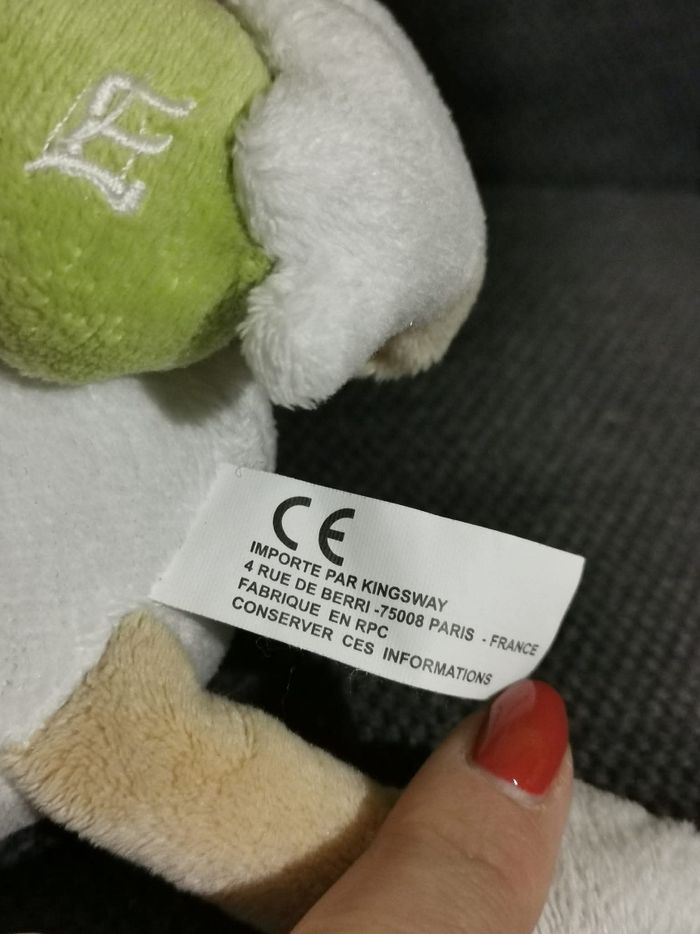 E
CE
IMPORTE PAR KINGSWAY
4 RUE DE BERRI -75008 PARIS - FRANCE
FABRIQUE EN RPC
CONSERVER CES INFORMATIONS